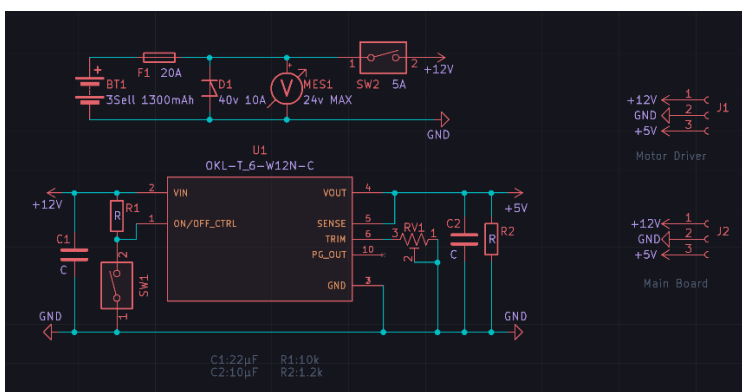 F1 20A
BT1
3Sell 1300mAh
D1
40v 10A
V
MES1
24v MAX
1 2
SW2 5A
+12V
GND
J1
+12V 1
GND 2
+5V 3
Motor Driver
U1
OKL-T_6-W12N-C
+12V
2 VIN
VOUT 4
+5V
R1
R
1 ON/OFF_CTRL
SENSE 5
TRIM 6
PG_OUT 10
GND 3
3 RV1 1
2
C1
C
2
SW1
1
C2
C
R2
R
GND
GND
J2
+12V 1
GND 2
+5V 3
Main Board
C1:22µF R1:10k
C2:10µF R2:1.2k